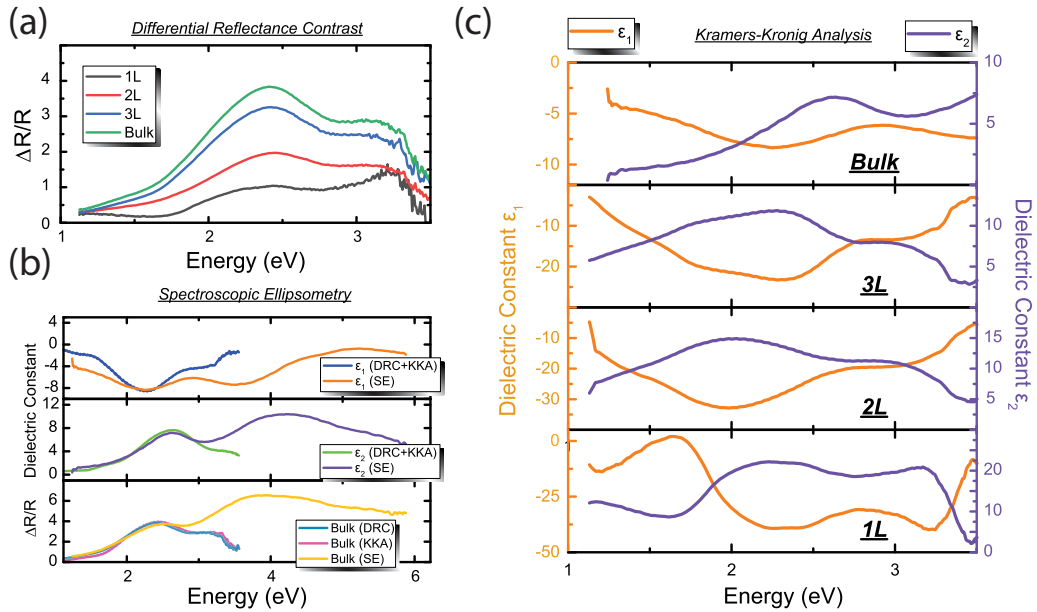 (a)
Differential Reflectance Contrast
1L
2L
3L
Bulk
ΔR/R
4
3
2
1
0
1
2
3
Energy (eV)
(b)
Spectroscopic Ellipsometry
Dielectric Constant
4
0
-4
-8
ε1 (DRC+KKA)
ε1 (SE)
12
8
4
0
ε2 (DRC+KKA)
ε2 (SE)
ΔR/R
6
4
2
0
Bulk (DRC)
Bulk (KKA)
Bulk (SE)
2
4
6
Energy (eV)
(c)
ε1
Kramers-Kronig Analysis
ε2
Dielectric Constant ε1
Dielectric Constant ε2
0
-5
-10
10
5
Bulk
-10
-20
10
5
3L
-10
-20
-30
15
10
5
0
2L
0
-25
-50
20
10
0
1L
1
2
3
Energy (eV)